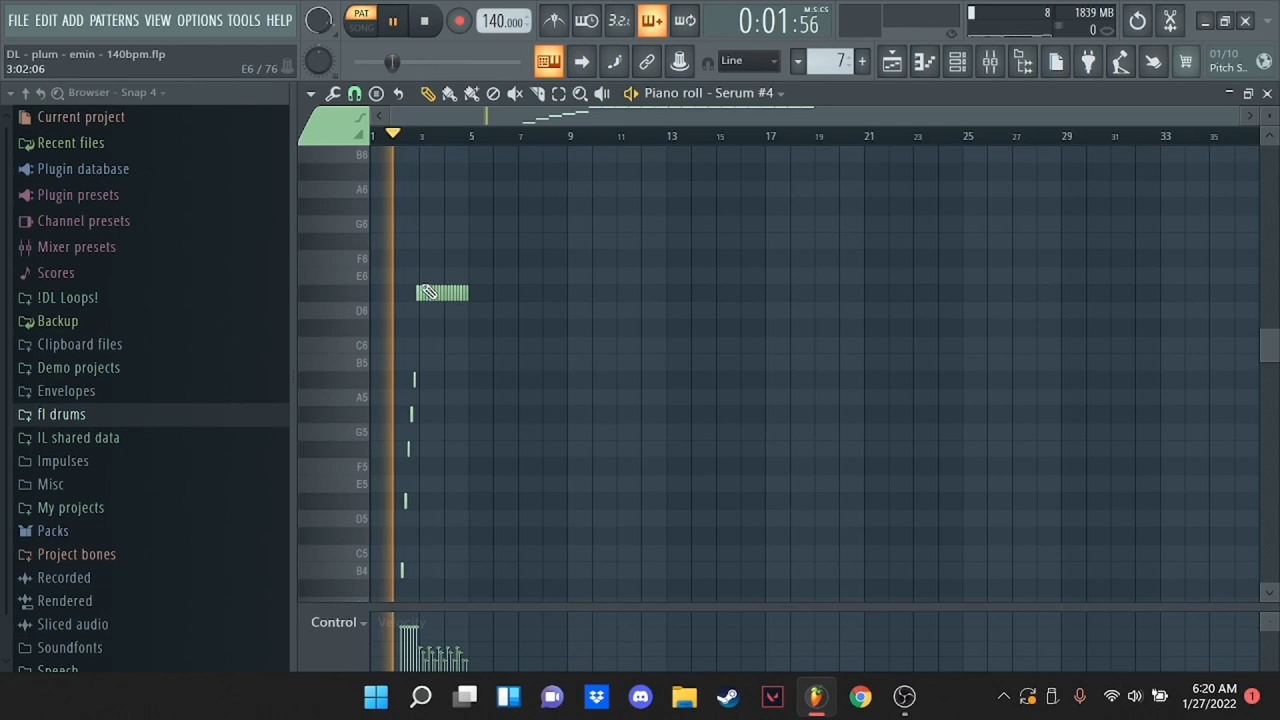 FILE EDIT ADD PATTERNS VIEW OPTIONS TOOLS HELP
PAT
SONG
140.000
3.2
0:01:56
M:S:CS
8
1839 MB
0
DL - plum - emin - 140bpm.flp
3:02:06
E6 / 76
Line
7
01/10
Pitch S..
Browser - Snap 4
Piano roll - Serum #4
Current project
Recent files
Plugin database
Plugin presets
Channel presets
Mixer presets
Scores
!DL Loops!
Backup
Clipboard files
Demo projects
Envelopes
fl drums
IL shared data
Impulses
Misc
My projects
Packs
Project bones
Recorded
Rendered
Sliced audio
Soundfonts
Speech
1 3 5 7 9 11 13 15 17 19 21 23 25 27 29 31 33 35
B6
A6
G6
F6
E6
D6
C6
B5
A5
G5
F5
E5
D5
C5
B4
Control
Velocity
6:20 AM
1/27/2022
1